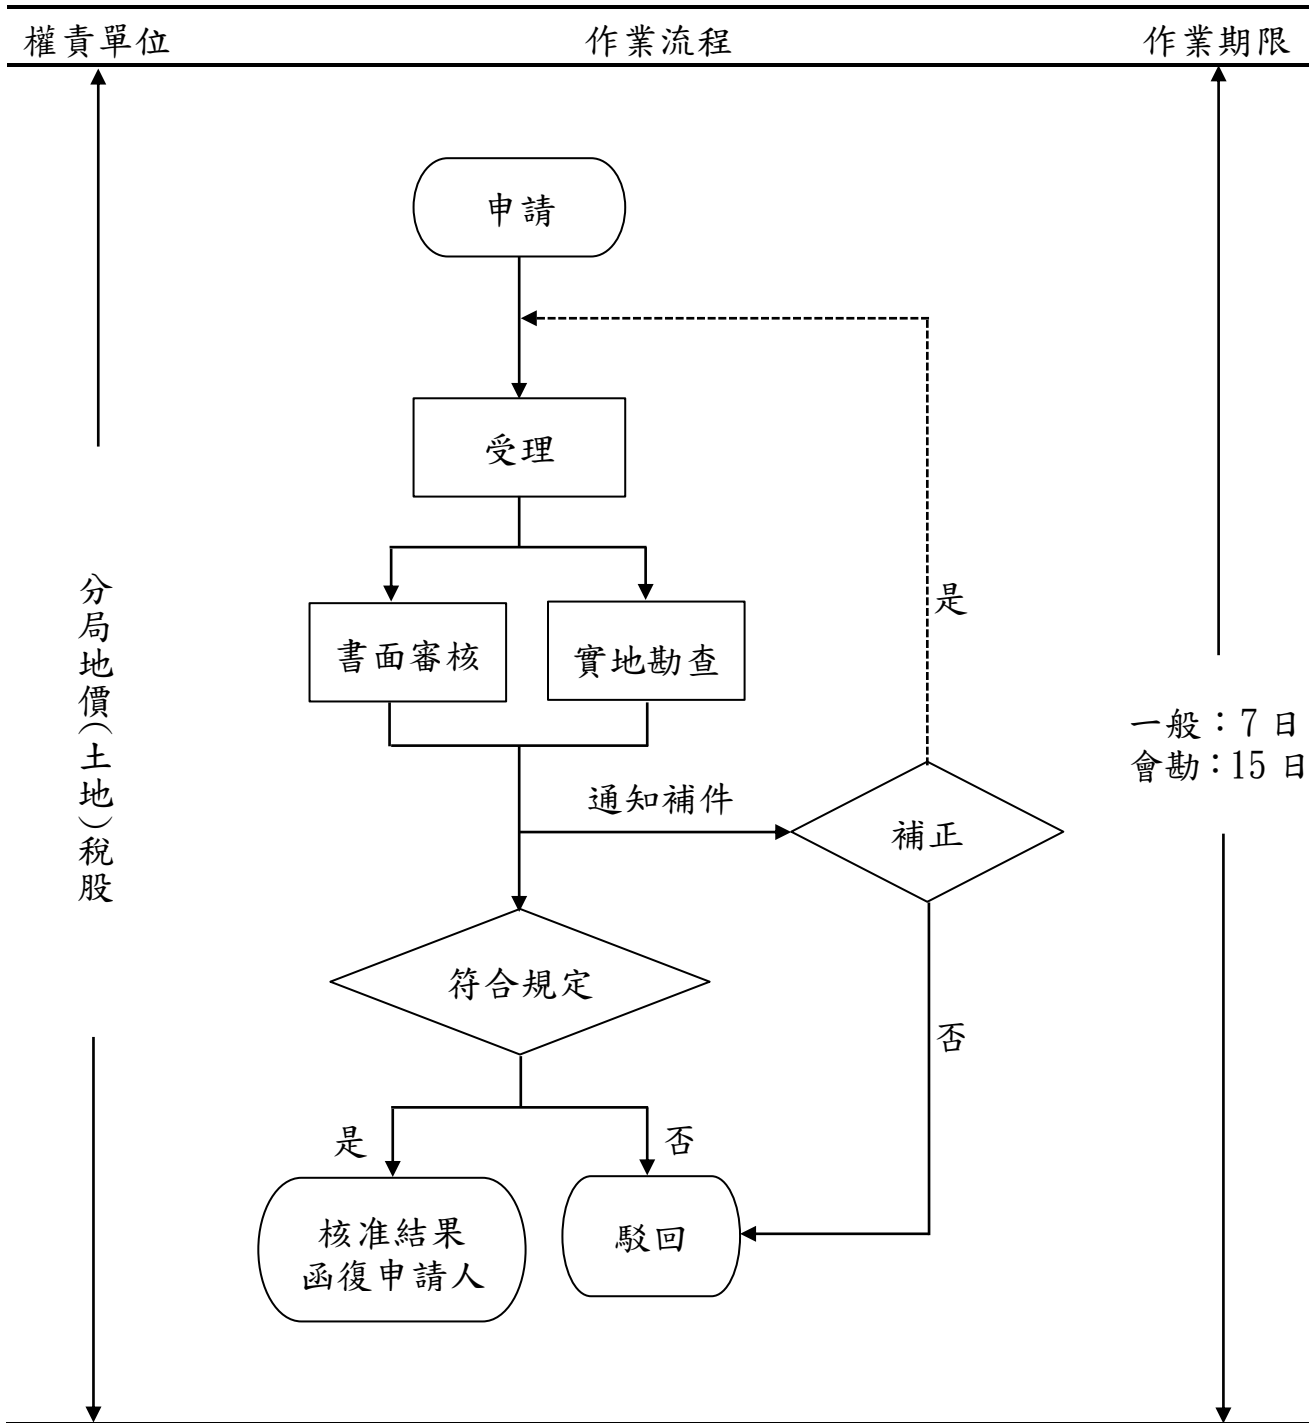 權責單位 作業流程 作業期限
申請
受理
書面審核 實地勘查
是
分局地價(土地)稅股
一般：7日
會勘：15日
通知補件
補正
符合規定
否
是 否
核准結果
函復申請人
駁回